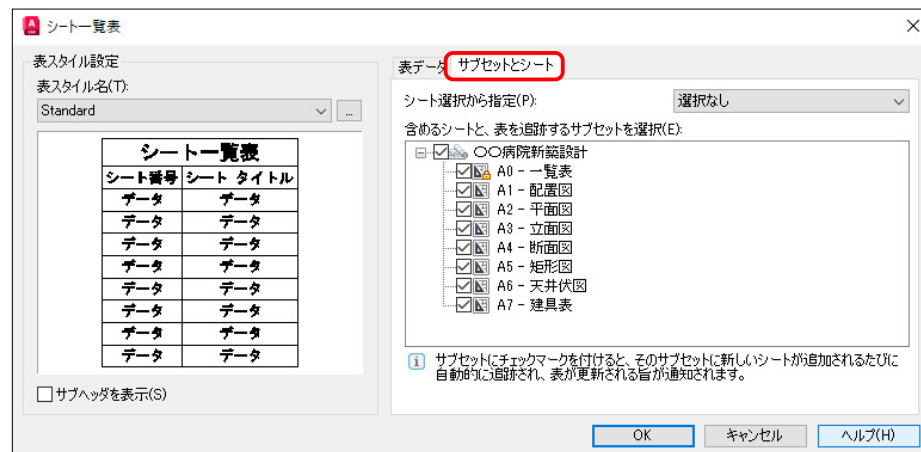 シート一覧表
表スタイル設定
表スタイル名(T):
Standard
...
シート一覧表
シート番号 シート タイトル
データ データ
データ データ
データ データ
データ データ
データ データ
データ データ
データ データ
データ データ
サブヘッダを表示(S)
表データ サブセットとシート
シート選択から指定(P): 選択なし
含めるシートと、表を追跡するサブセットを選択(E):
〇〇病院新築設計
A0 - 一覧表
A1 - 配置図
A2 - 平面図
A3 - 立面図
A4 - 断面図
A5 - 矩形図
A6 - 天井伏図
A7 - 建具表
サブセットにチェックマークを付けると、そのサブセットに新しいシートが追加されるたびに
自動的に追跡され、表が更新される旨が通知されます。
OK キャンセル ヘルプ(H)